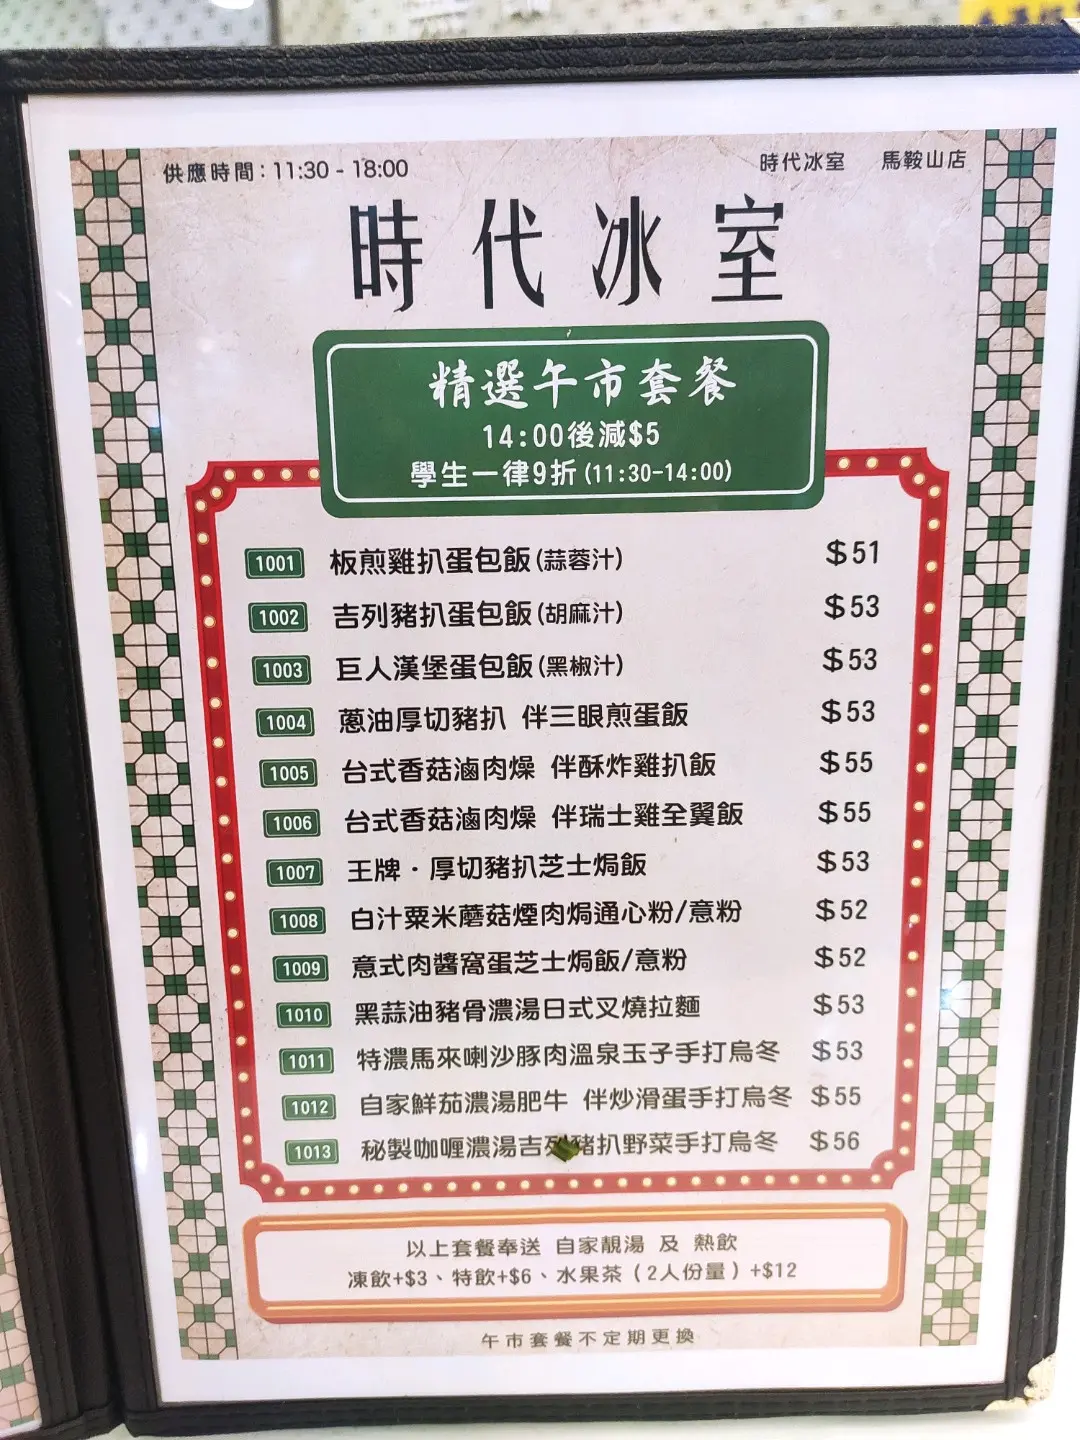 供應時間：11:30 - 18:00
時代冰室 馬鞍山店
時代冰室
精選午市套餐
14:00後減$5
學生一律9折(11:30-14:00)
1001 板煎雞扒蛋包飯(蒜蓉汁) $51
1002 吉列豬扒蛋包飯(胡麻汁) $53
1003 巨人漢堡蛋包飯(黑椒汁) $53
1004 蔥油厚切豬扒 伴三眼煎蛋飯 $53
1005 台式香菇滷肉燥 伴酥炸雞扒飯 $55
1006 台式香菇滷肉燥 伴瑞士雞全翼飯 $55
1007 王牌・厚切豬扒芝士焗飯 $53
1008 白汁粟米蘑菇煙肉焗通心粉/意粉 $52
1009 意式肉醬窩蛋芝士焗飯/意粉 $52
1010 黑蒜油豬骨濃湯日式叉燒拉麵 $53
1011 特濃馬來喇沙豚肉溫泉玉子手打烏冬 $53
1012 自家鮮茄濃湯肥牛 伴炒滑蛋手打烏冬 $55
1013 秘製咖喱濃湯吉列豬扒野菜手打烏冬 $56
以上套餐奉送 自家靚湯 及 熱飲
凍飲+$3、特飲+$6、水果茶（2人份量）+$12
午市套餐不定期更換